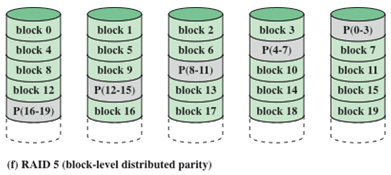 block 0 block 1 block 2 block 3 P(0-3)
block 4 block 5 block 6 P(4-7) block 7
block 8 block 9 P(8-11) block 10 block 11
block 12 P(12-15) block 13 block 14 block 15
P(16-19) block 16 block 17 block 18 block 19
(f) RAID 5 (block-level distributed parity)